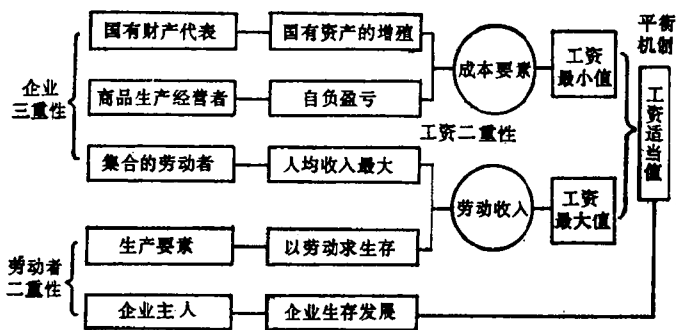 国有财产代表 国有资产的增殖
成本要素
工资
最小值
平衡
机制
企业
三重性
商品生产经营者 自负盈亏
工资二重性
工资适当值
集合的劳动者 人均收入最大
劳动收入
工资
最大值
生产要素 以劳动求生存
劳动者
二重性
企业主人 企业生存发展